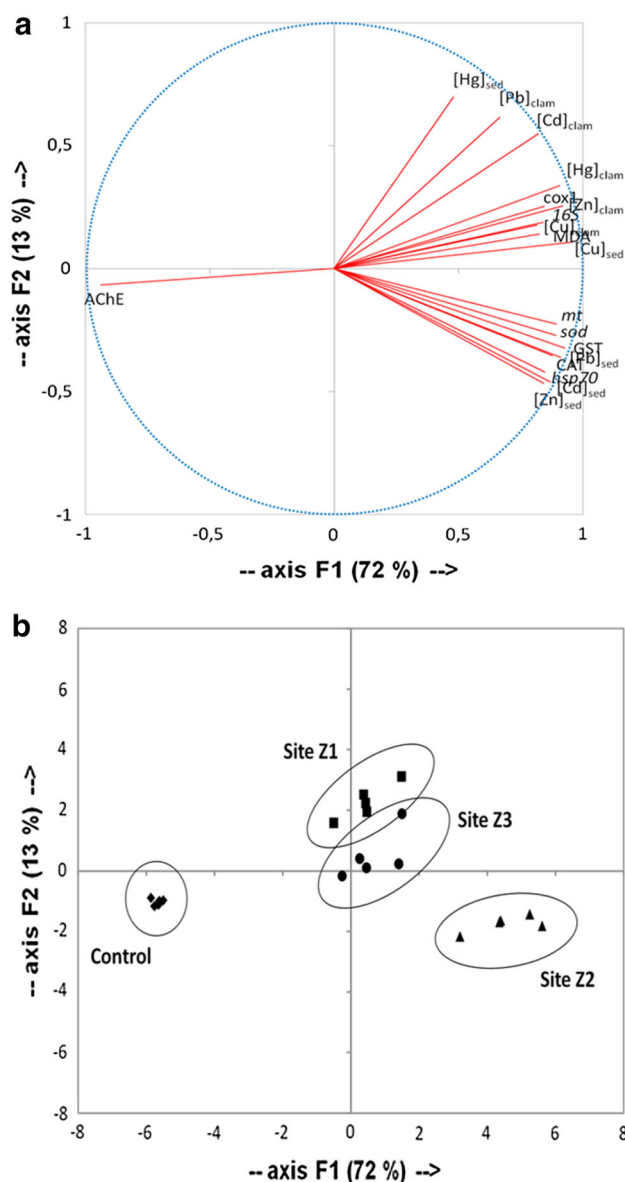 a
1
0,5
0
-0,5
-1
-- axis F2 (13 %) -->
[Hg]sed
[Pb]clam
[Cd]clam
[Hg]clam
cox1
[Zn]clam
16S
[Cu]clam
MDA
[Cu]sed
AChE
mt
sod
GST
[Pb]sed
CAT
hsp70
[Cd]sed
[Zn]sed
-1 -0,5 0 0,5 1
-- axis F1 (72 %) -->
b
8
6
4
2
0
-2
-4
-6
-8
-- axis F2 (13 %) -->
Site Z1
Site Z3
Control
Site Z2
-8 -6 -4 -2 0 2 4 6 8
-- axis F1 (72 %) -->